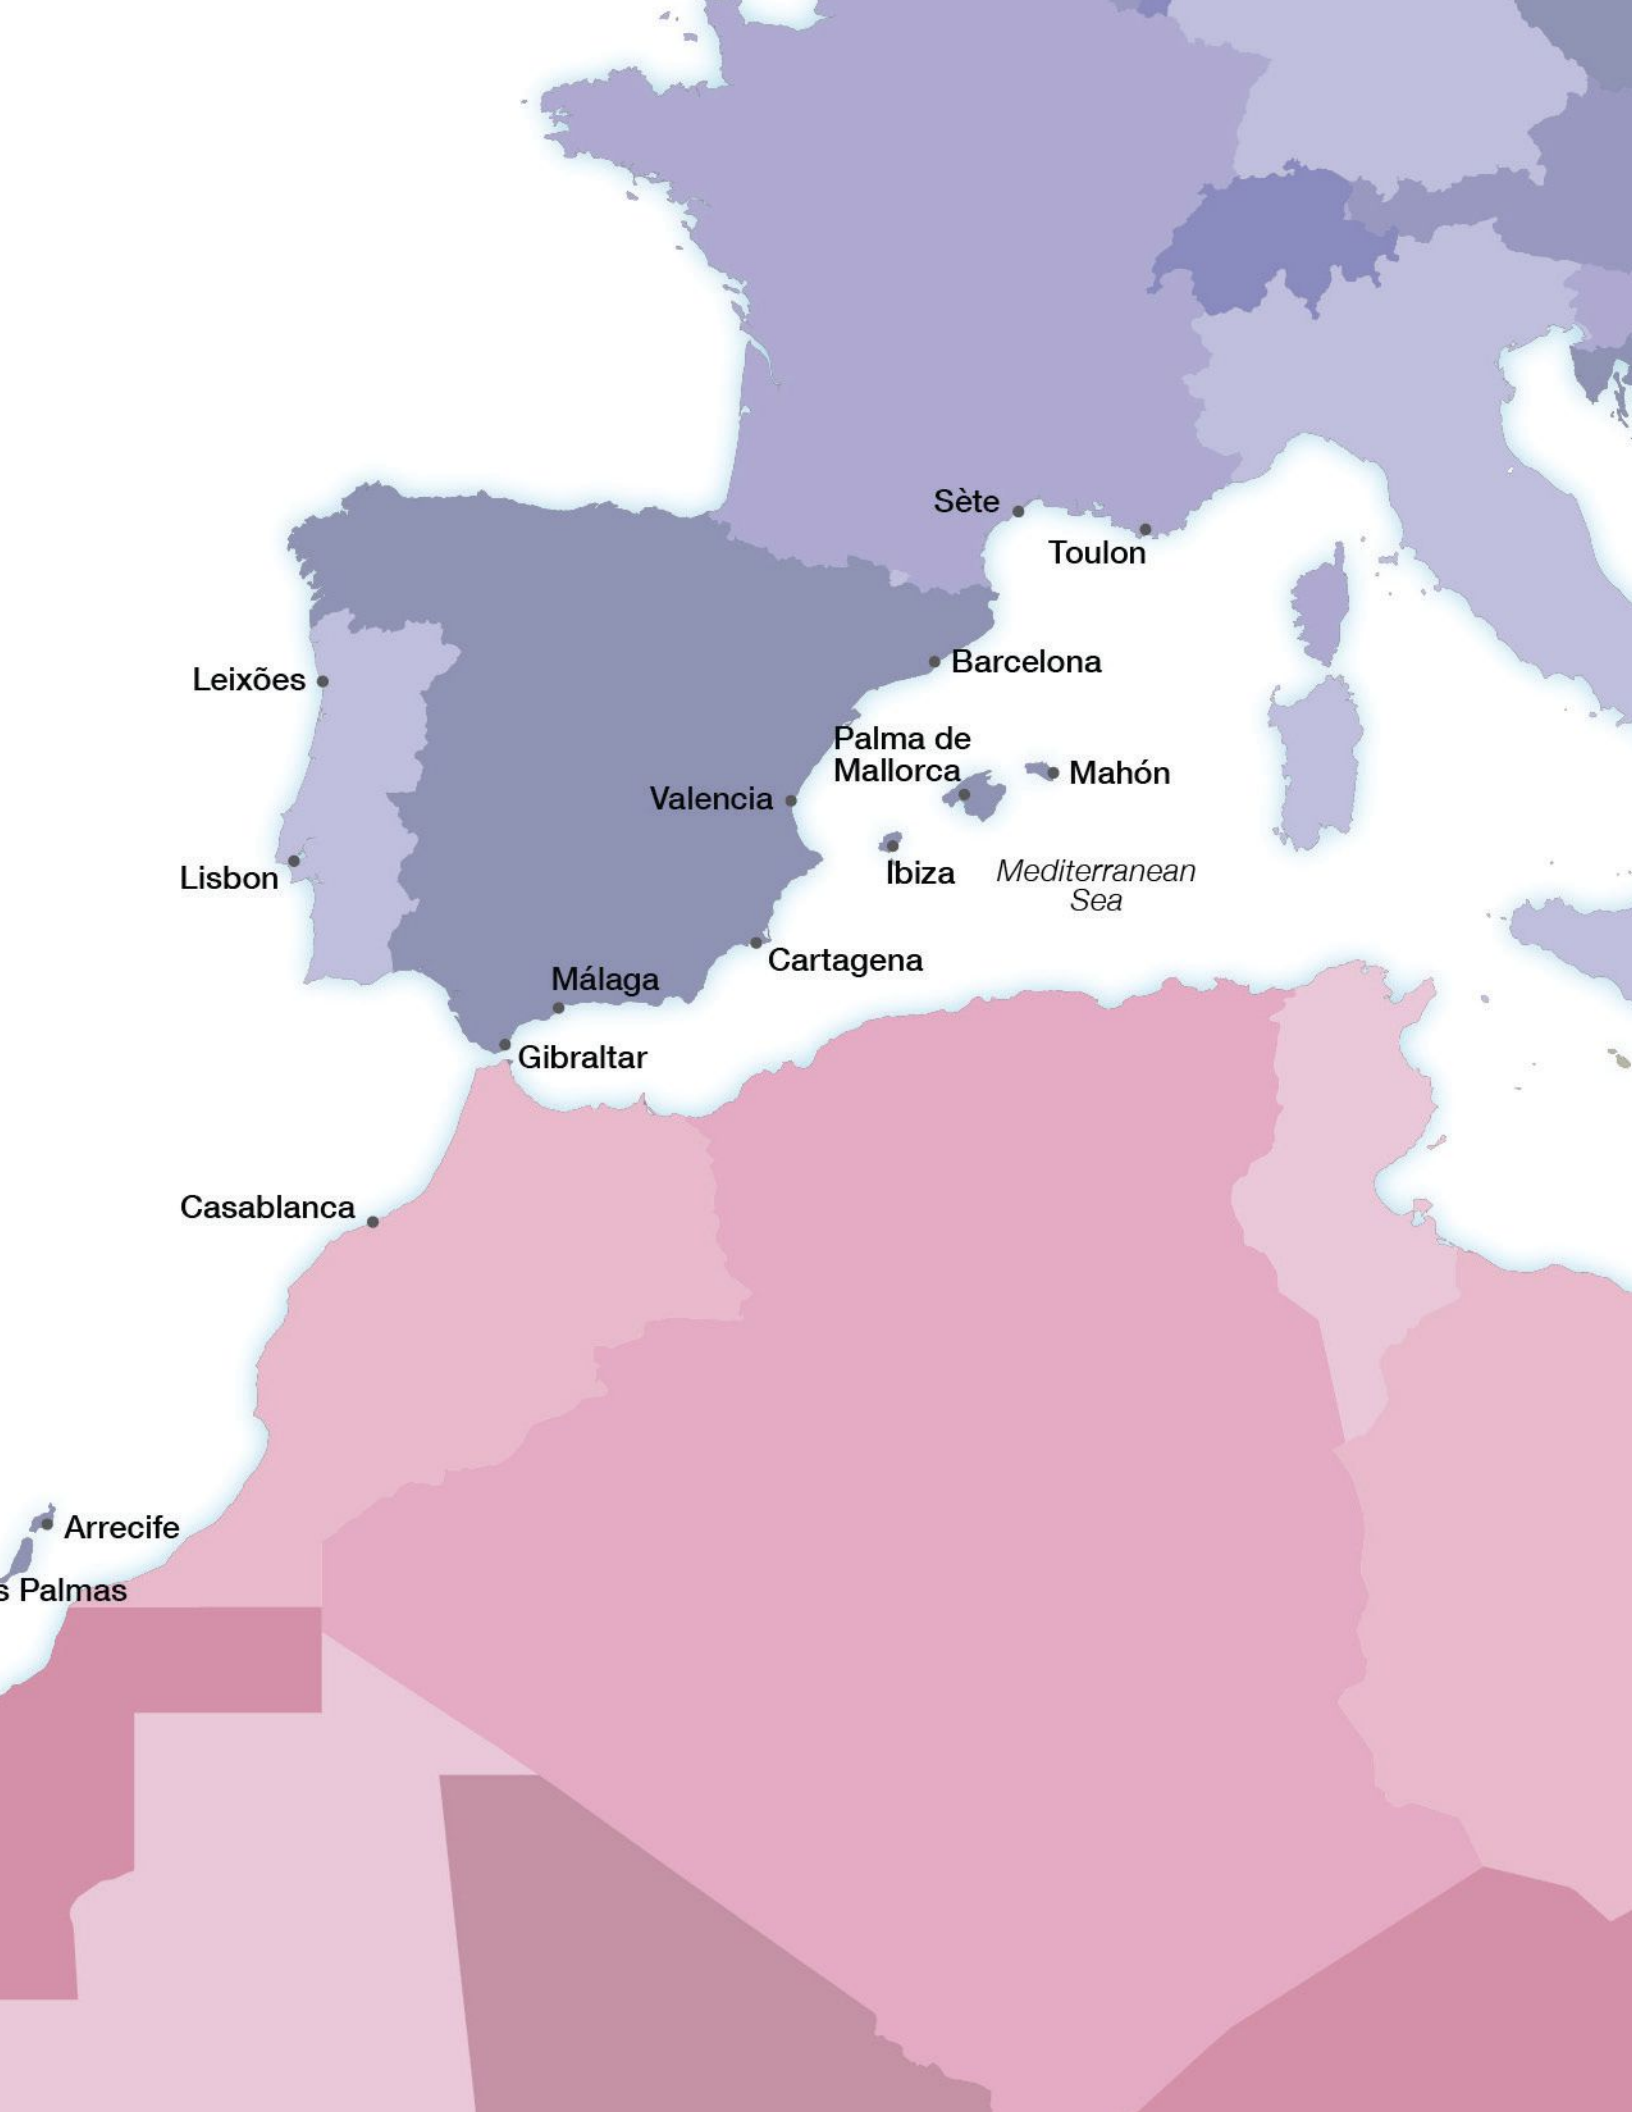 Sète
Toulon
Leixões
Barcelona
Palma de
Mallorca
Mahón
Valencia
Lisbon
Ibiza
Mediterranean
Sea
Cartagena
Málaga
Gibraltar
Casablanca
Arrecife
s Palmas